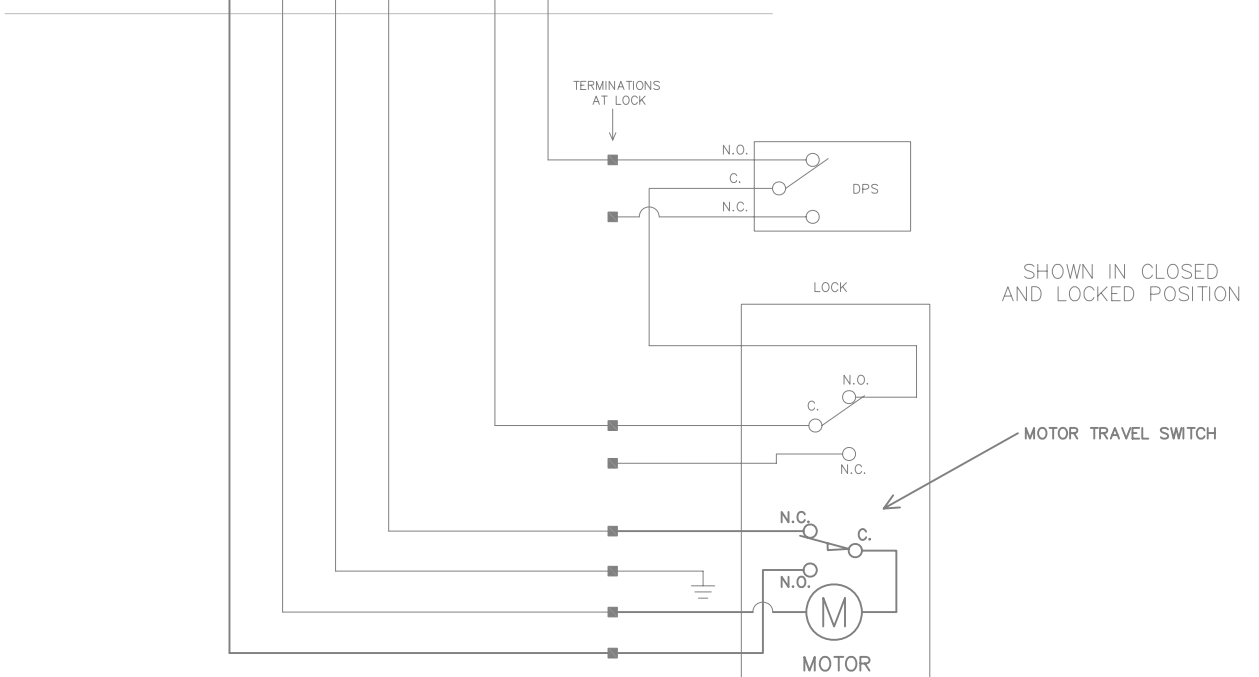 TERMINATIONS
AT LOCK
N.O.
C.
DPS
N.C.
SHOWN IN CLOSED
AND LOCKED POSITION
LOCK
N.O.
C.
MOTOR TRAVEL SWITCH
N.C.
N.C.
C.
N.O.
M
MOTOR